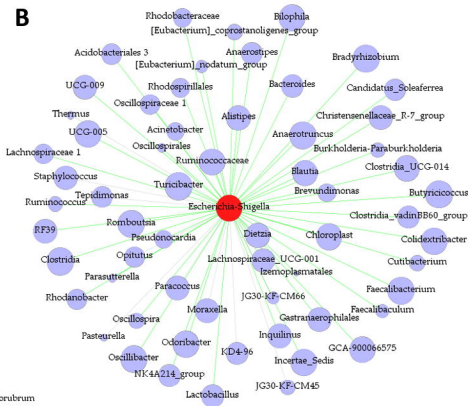 B
Rhodobacteraceae
Bilophila
[Eubacterium]_coprostanoligenes_group
Acidobacteriales 3
Anaerostipes
Bradyrhizobium
[Eubacterium]_nodatum_group
UCG-009
Rhodospirillales
Bacteroides
Candidatus_Soleaferrea
Oscillospiraceae 1
Thermus
Alistipes
Christensenellaceae_R-7_group
UCG-005
Acinetobacter
Anaerotruncus
Oscillospirales
Burkholderia-Paraburkholderia
Lachnospiraceae 1
Ruminococcaceae
Clostridia_UCG-014
Staphylococcus
Blautia
Turicibacter
Tepidimonas
Brevundimonas
Butyricicoccus
Ruminococcus
Escherichia-Shigella
Clostridia_vadinBB60_group
Romboutsia
RF39
Dietzia
Chloroplast
Colidextribacter
Pseudonocardia
Opitutus
Lachnospiraceae_UCG-001
Clostridia
Cutibacterium
Izemoplasmatales
Parasutterella
Faecalibacterium
Paracoccus
JG30-KF-CM66
Rhodanobacter
Moraxella
Faecalibaculum
Gastranaerophilales
Oscillospira
Pasteurella
Inquilinus
Odoribacter
KD4-96
GCA-900066575
Oscillibacter
Incertae_Sedis
NK4A214_group
JG30-KF-CM45
Lactobacillus
orubrum